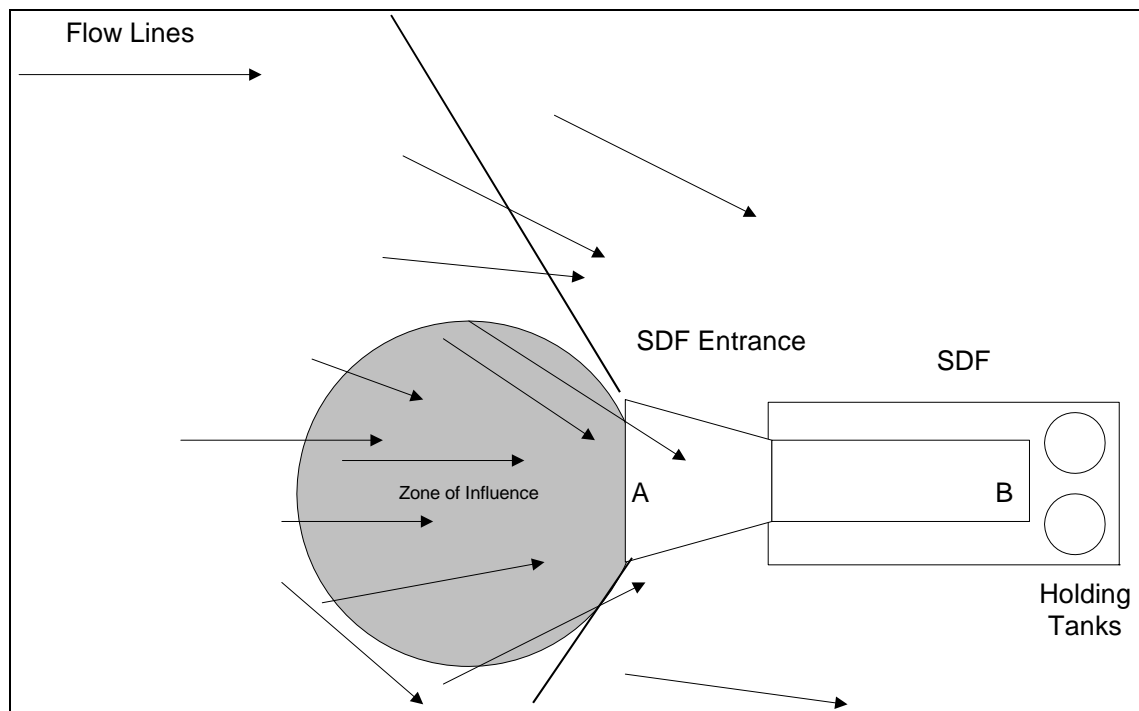 Flow Lines
SDF Entrance
SDF
Zone of Influence
A
B
Holding
Tanks